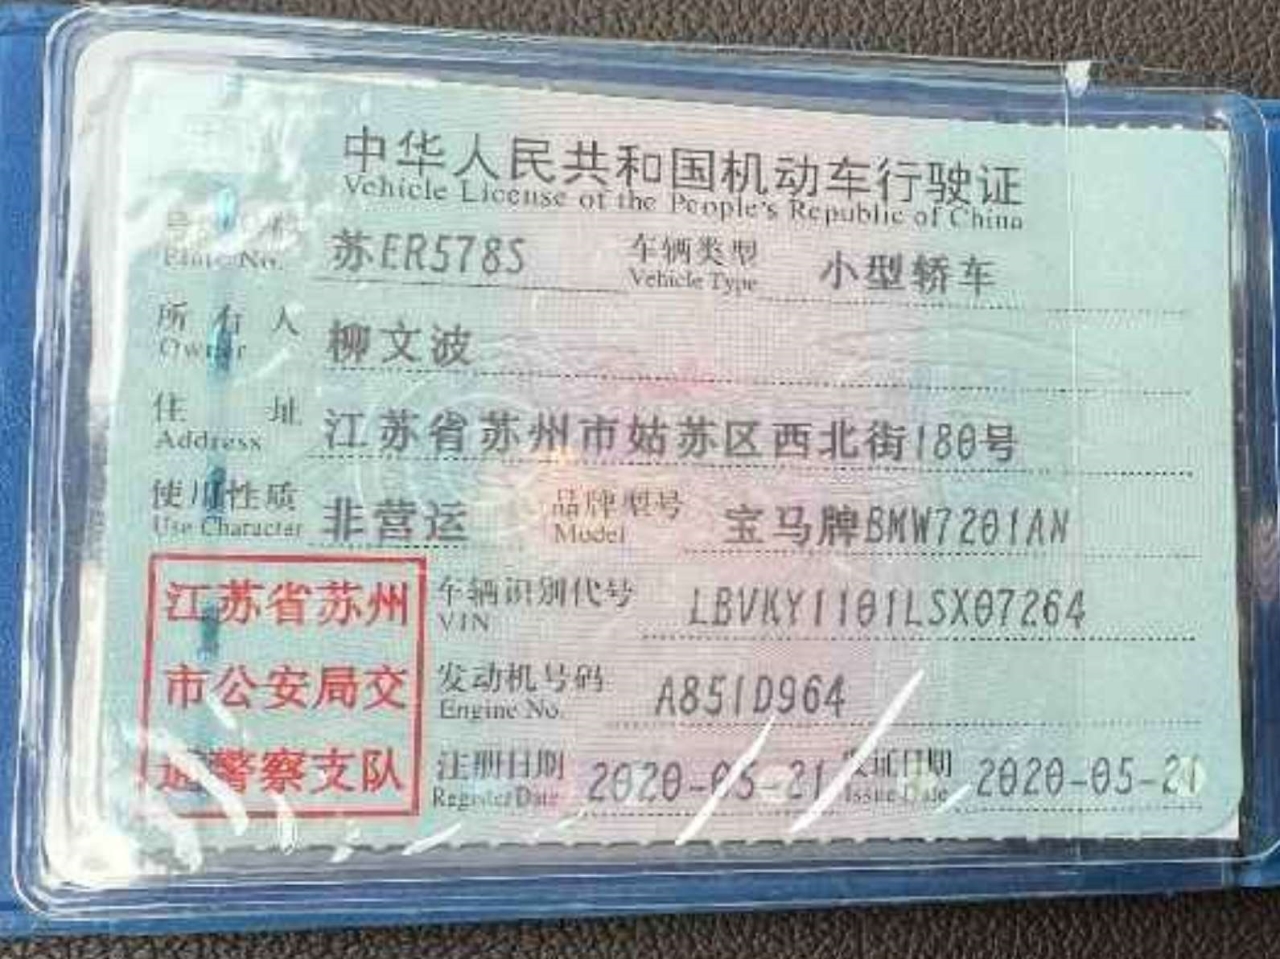 中华人民共和国机动车行驶证
Vehicle License of the People's Republic of China
号牌号码 苏ER578S 车辆类型 小型轿车
Plate No. Vehicle Type
所有人 柳文波
Owner
住址 江苏省苏州市姑苏区西北街180号
Address
使用性质 非营运 品牌型号 宝马牌BMW7201AN
Use Character Model
江苏省苏州
市公安局交
通警察支队
车辆识别代号 LBVKY1101LSX07264
VIN
发动机号码 A851D964
Engine No.
注册日期 2020-05-21 发证日期 2020-05-21
Register Date Issue Date